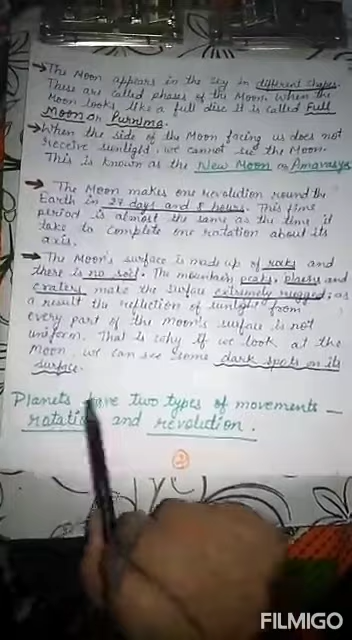 → The Moon appears in the sky in different shapes.
These are called phases of the Moon. When the
Moon looks like a full disc it is called Full
Moon or Purnima.
→ When the side of the Moon facing us does not
receive sunlight, we cannot see the Moon.
This is known as the New Moon or Amavasya
→ The Moon makes one revolution round the
Earth in 27 days and 8 hours. This time
period is almost the same as the time it
take to complete one rotation about its
axis.
→ The Moon's surface is made up of rocks and
there is no soil. The mountains, peaks, plains and
craters make the surface extremely rugged; as
a result the reflection of sunlight from
every part of the moon's surface is not
uniform. That is why if we look at the
Moon, we can see some dark spots on its
surface.
Planets have two types of movements —
rotation and revolution.
FILMIGO